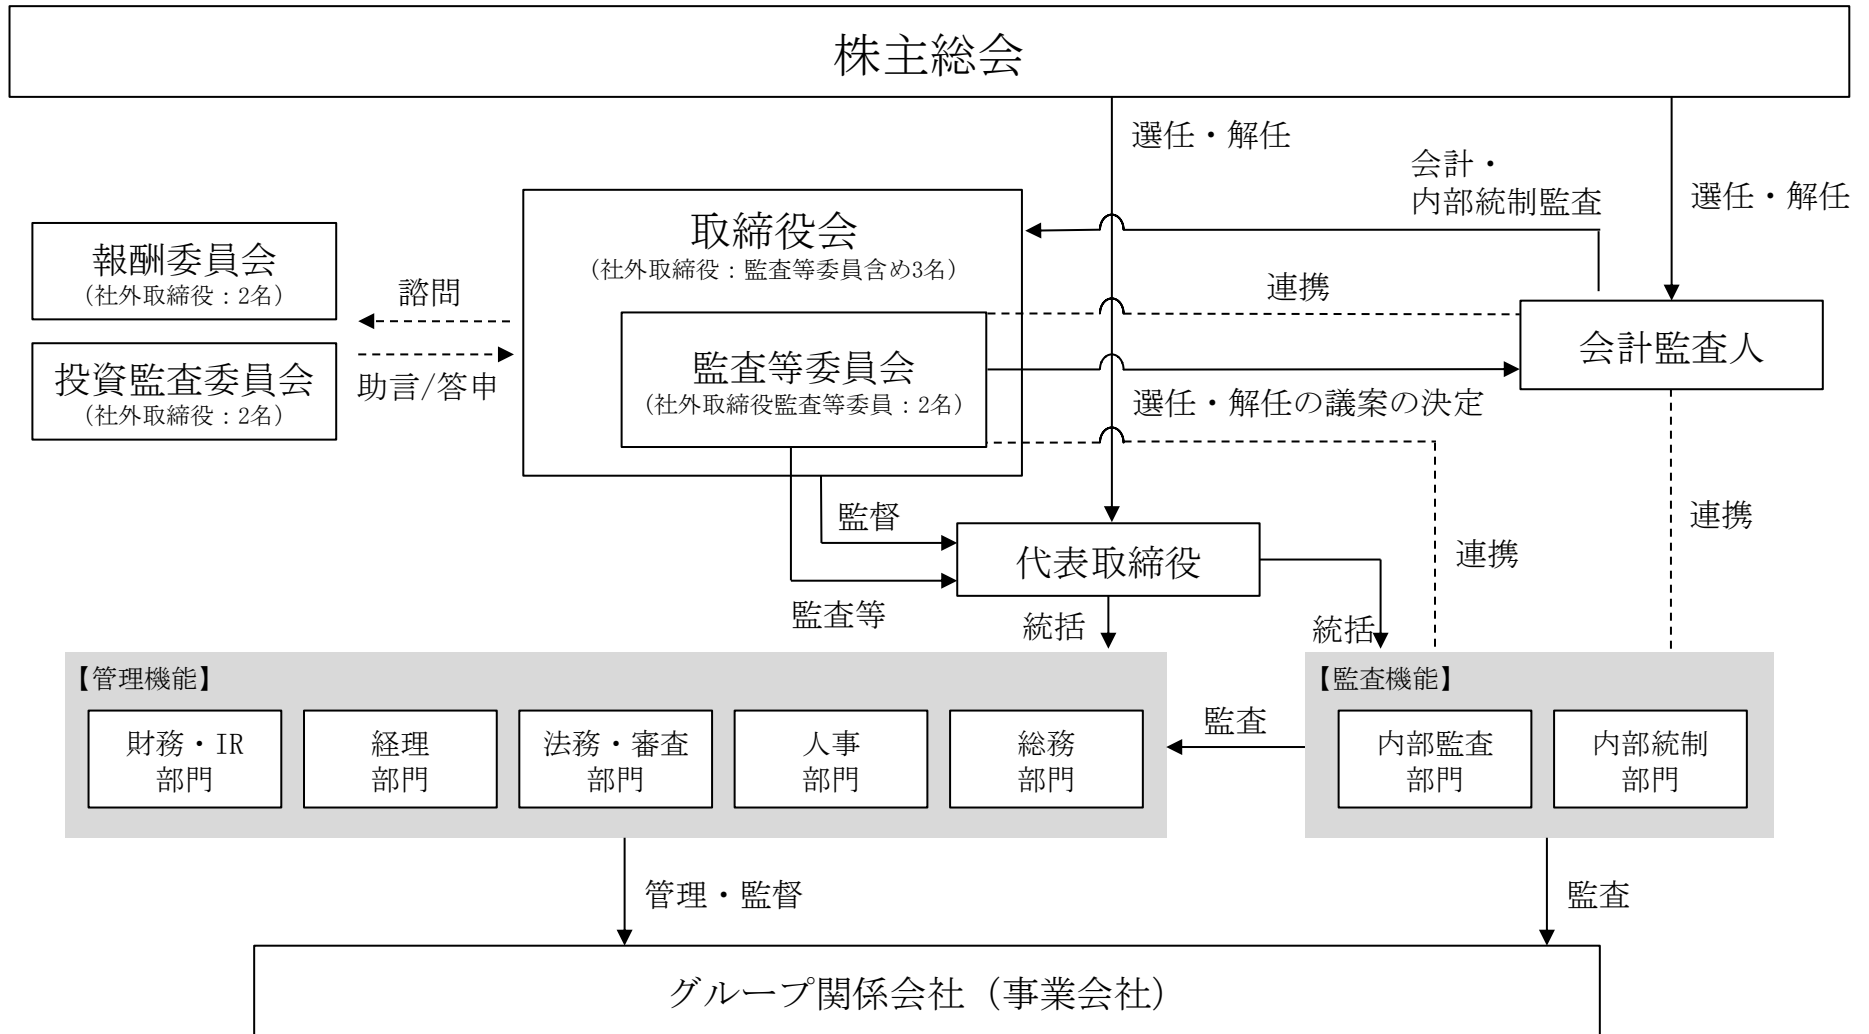 株主総会
選任・解任
会計・
内部統制監査
選任・解任
取締役会
(社外取締役：監査等委員含め3名)
報酬委員会
(社外取締役：2名)
諮問
連携
投資監査委員会
(社外取締役：2名)
助言/答申
監査等委員会
(社外取締役監査等委員：2名)
会計監査人
選任・解任の議案の決定
監督
代表取締役
連携
連携
監査等
統括
統括
【管理機能】
財務・IR
部門
経理
部門
法務・審査
部門
人事
部門
総務
部門
監査
【監査機能】
内部監査
部門
内部統制
部門
管理・監督
監査
グループ関係会社（事業会社）